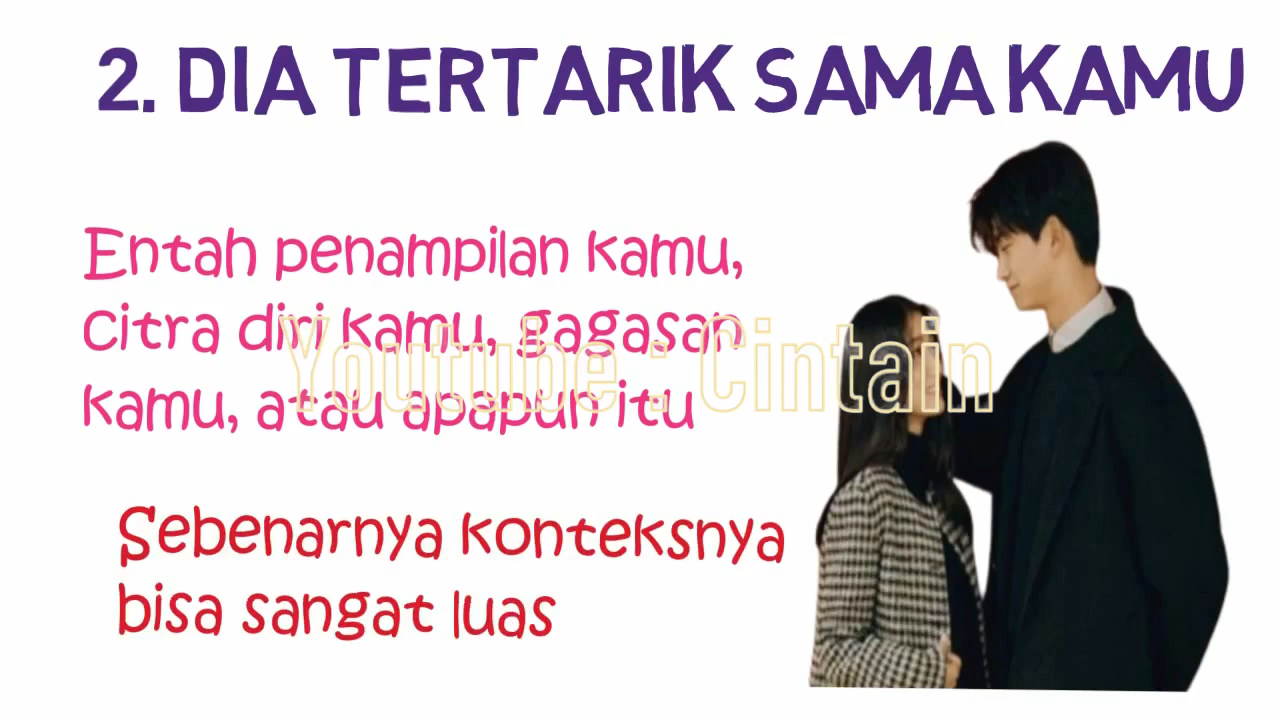 2. DIA TERTARIK SAMA KAMU
Entah penampilan kamu,
citra diri kamu, gagasan
kamu, atau apapun itu
Youtube : Cintain
Sebenarnya konteksnya
bisa sangat luas